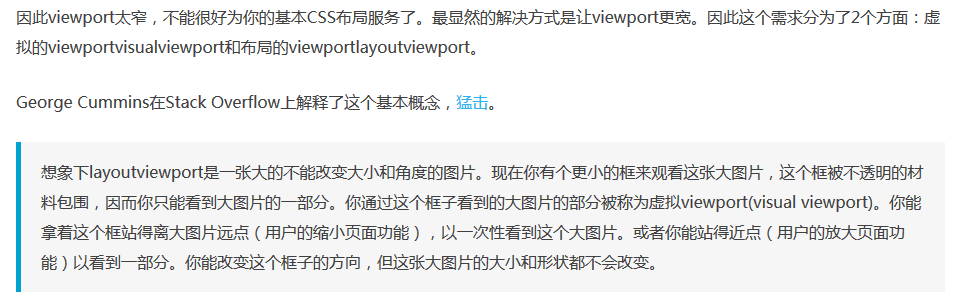 因此viewport太窄，不能很好为你的基本CSS布局服务了。最显然的解决方式是让viewport更宽。因此这个需求分为了2个方面：虚
拟的viewportvisualviewport和布局的viewportlayoutviewport。
George Cummins在Stack Overflow上解释了这个基本概念，猛击。
想象下layoutviewport是一张大的不能改变大小和角度的图片。现在你有个更小的框来观看这张大图片，这个框被不透明的材
料包围，因而你只能看到大图片的一部分。你通过这个框子看到的大图片的部分被称为虚拟viewport(visual viewport)。你能
拿着这个框站得离大图片远点（用户的缩小页面功能），以一次性看到这个大图片。或者你能站得近点（用户的放大页面功
能）以看到一部分。你能改变这个框子的方向，但这张大图片的大小和形状都不会改变。